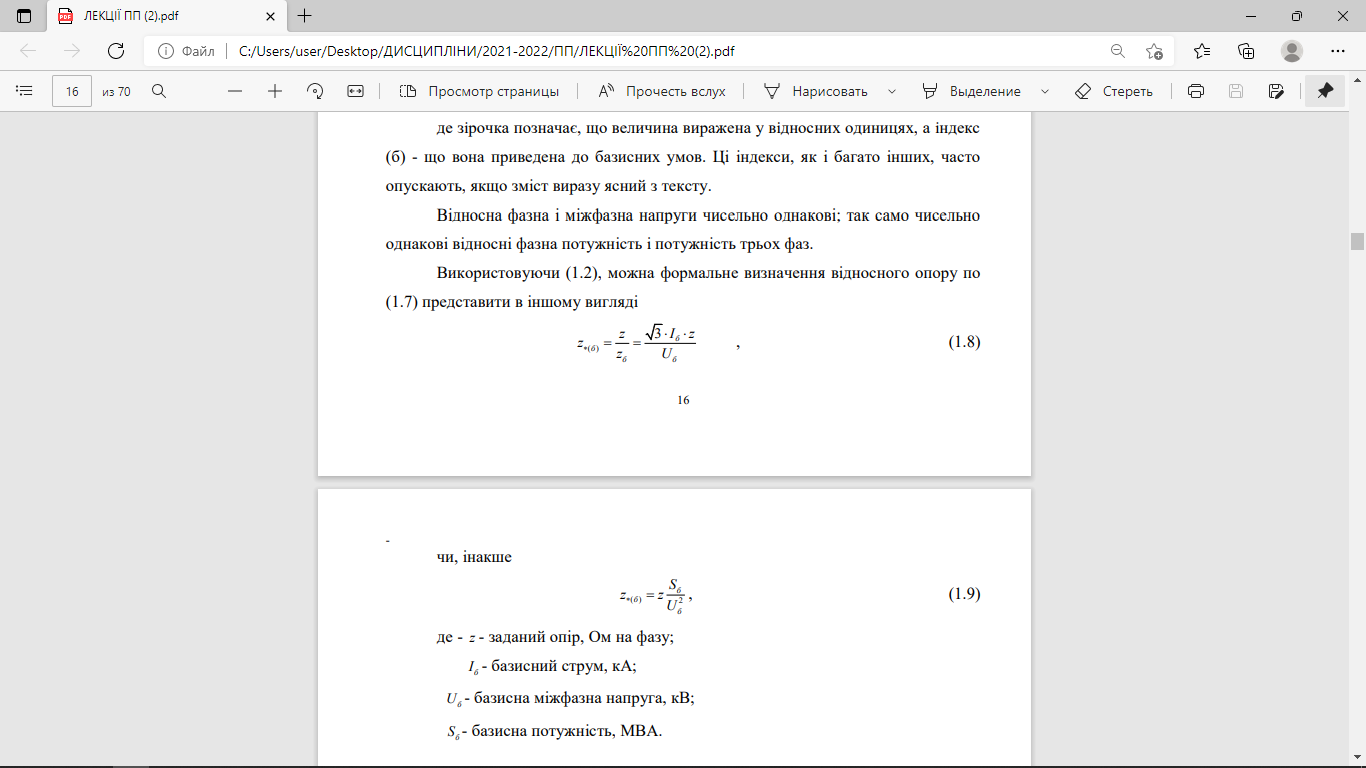 ЛЕКЦІЇ ПП (2).pdf
Файл
C:/Users/user/Desktop/ДИСЦИПЛІНИ/2021-2022/ПП/ЛЕКЦІЇ%20ПП%20(2).pdf
16 из 70
Просмотр страницы
Прочесть вслух
Нарисовать
Выделение
Стереть
де зірочка позначає, що величина виражена у відносних одиницях, а індекс
(б) - що вона приведена до базисних умов. Ці індекси, як і багато інших, часто
опускають, якщо зміст виразу ясний з тексту.
Відносна фазна і міжфазна напруги чисельно однакові; так само чисельно
однакові відносні фазна потужність і потужність трьох фаз.
Використовуючи (1.2), можна формальне визначення відносного опору по
(1.7) представити в іншому вигляді
z*(б) = z/zб = √3·Iб·z/Uб , (1.8)
16
-
чи, інакше
z*(б) = z Sб/Uб², (1.9)
де - z - заданий опір, Ом на фазу;
Iб - базисний струм, кА;
Uб - базисна міжфазна напруга, кВ;
Sб - базисна потужність, МВА.